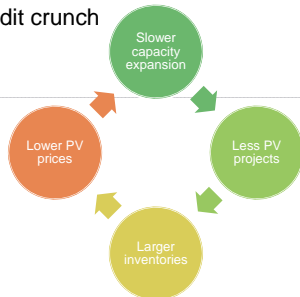 dit crunch
Slower
capacity
expansion
Lower PV
prices
Less PV
projects
Larger
inventories